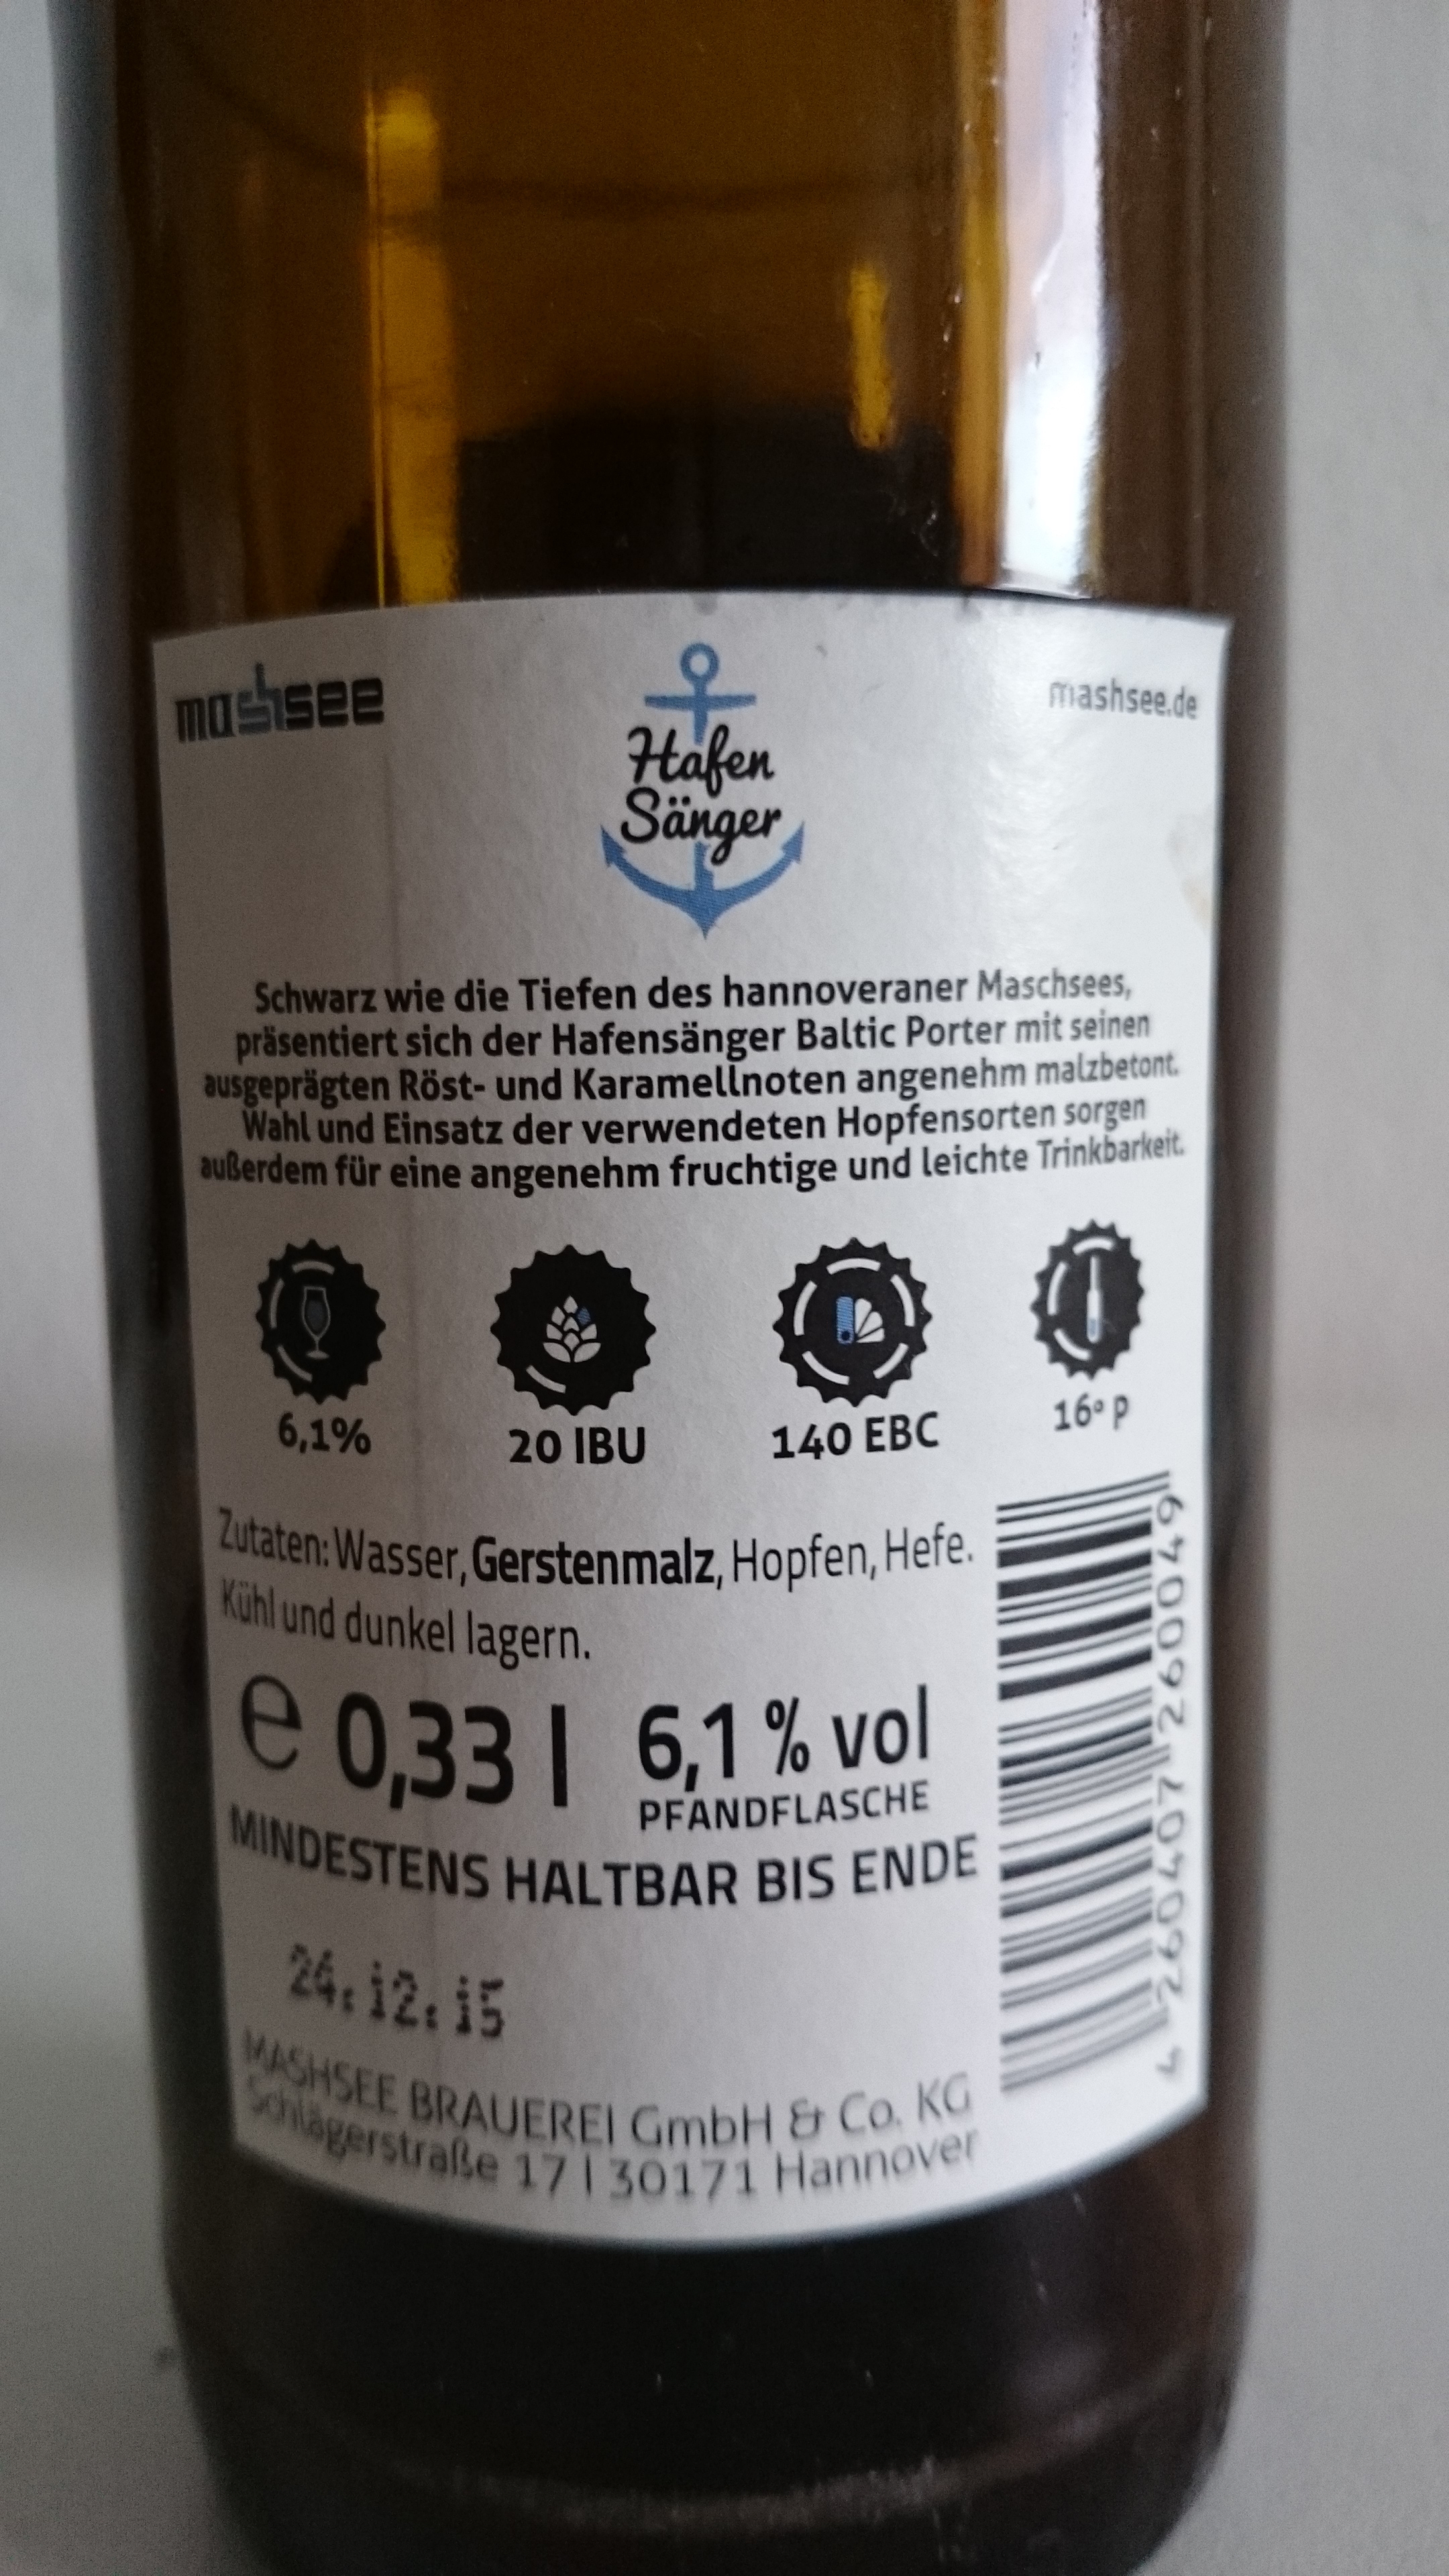 mashsee
mashsee.de
Hafen
Sänger
Schwarz wie die Tiefen des hannoveraner Maschsees,
präsentiert sich der Hafensänger Baltic Porter mit seinen
ausgeprägten Röst- und Karamellnoten angenehm malzbetont.
Wahl und Einsatz der verwendeten Hopfensorten sorgen
außerdem für eine angenehm fruchtige und leichte Trinkbarkeit.
6,1%
20 IBU
140 EBC
16° P
Zutaten: Wasser, Gerstenmalz, Hopfen, Hefe.
Kühl und dunkel lagern.
e 0,33 l
6,1 % vol
PFANDFLASCHE
MINDESTENS HALTBAR BIS ENDE
24.12.15
MASHSEE BRAUEREI GmbH & Co. KG
Schlägerstraße 17 | 30171 Hannover
4 260407 260049